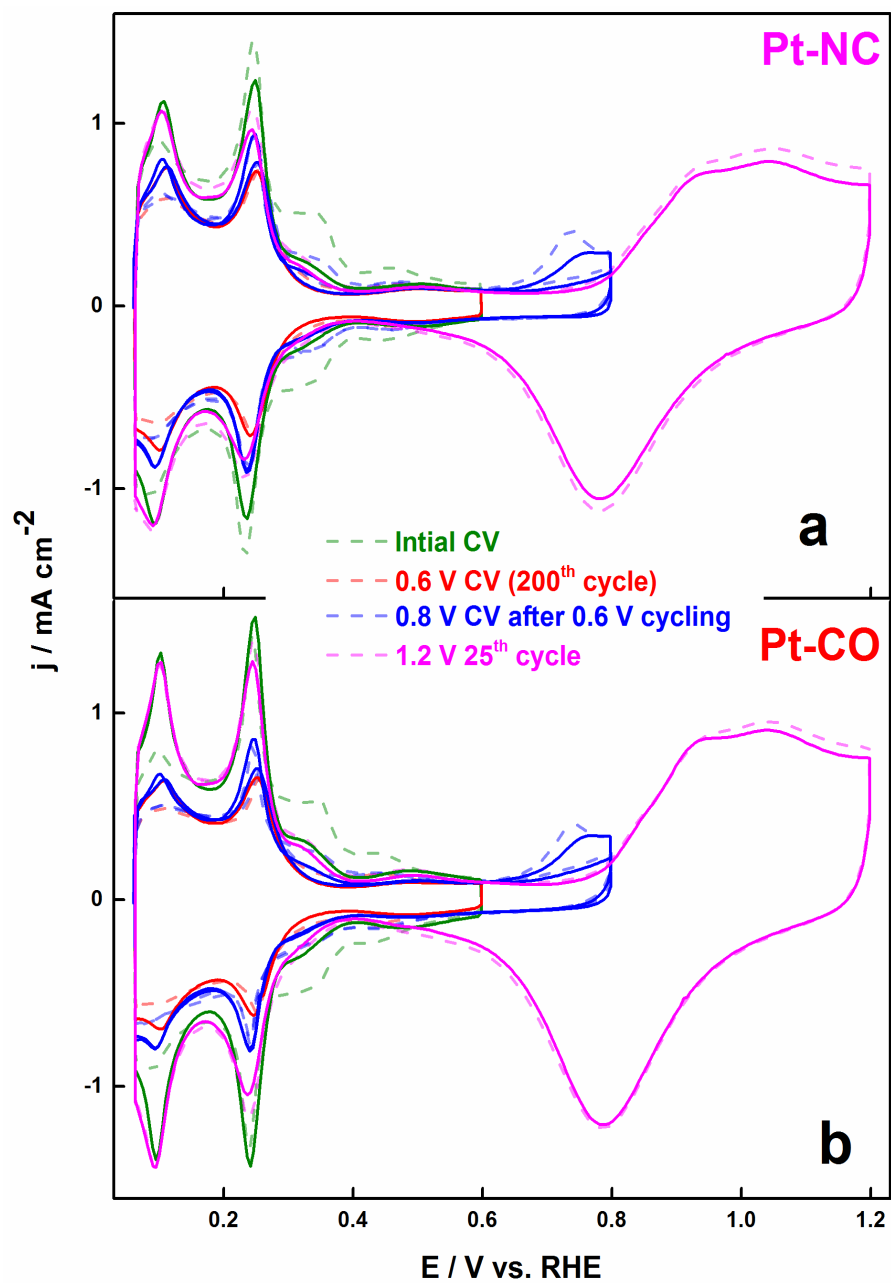 Pt-NC
1
0
-1
a
j / mA cm-2
Intial CV
0.6 V CV (200th cycle)
0.8 V CV after 0.6 V cycling
1.2 V 25th cycle
Pt-CO
1
0
-1
b
0.2 0.4 0.6 0.8 1.0 1.2
E / V vs. RHE